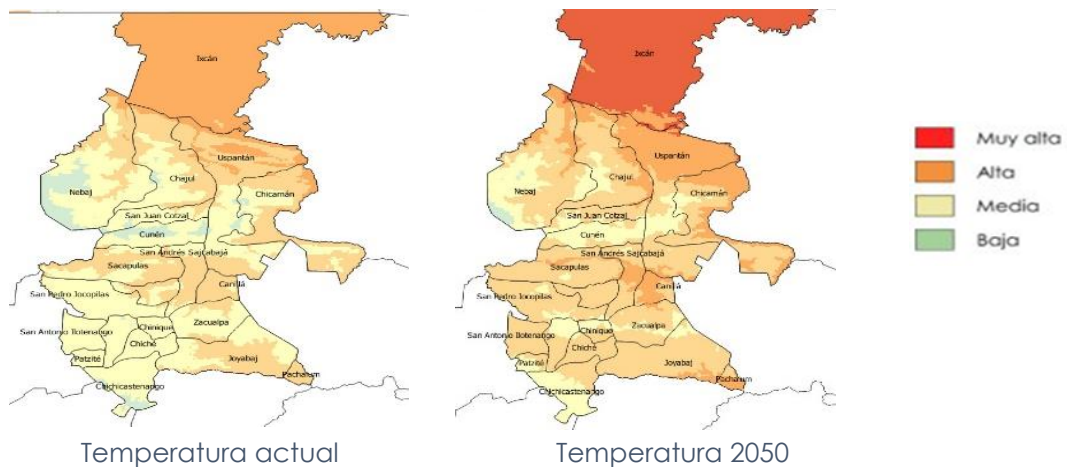 Ixcán
Uspantán
Chajul
Nebaj
Chicamán
San Juan Cotzal
Cunén
San Andrés Sajcabajá
Sacapulas
Canillá
San Pedro Jocopilas
Zacualpa
San Antonio Ilotenango
Chinique
Chiché
Patzité
Joyabaj
Pachalum
Chichicastenango
Temperatura actual
Ixcán
Uspantán
Chajul
Nebaj
Chicamán
San Juan Cotzal
Cunén
San Andrés Sajcabajá
Sacapulas
Canillá
San Pedro Jocopilas
Zacualpa
San Antonio Ilotenango
Chinique
Chiché
Patzité
Joyabaj
Pachalum
Chichicastenango
Temperatura 2050
Muy alta
Alta
Media
Baja